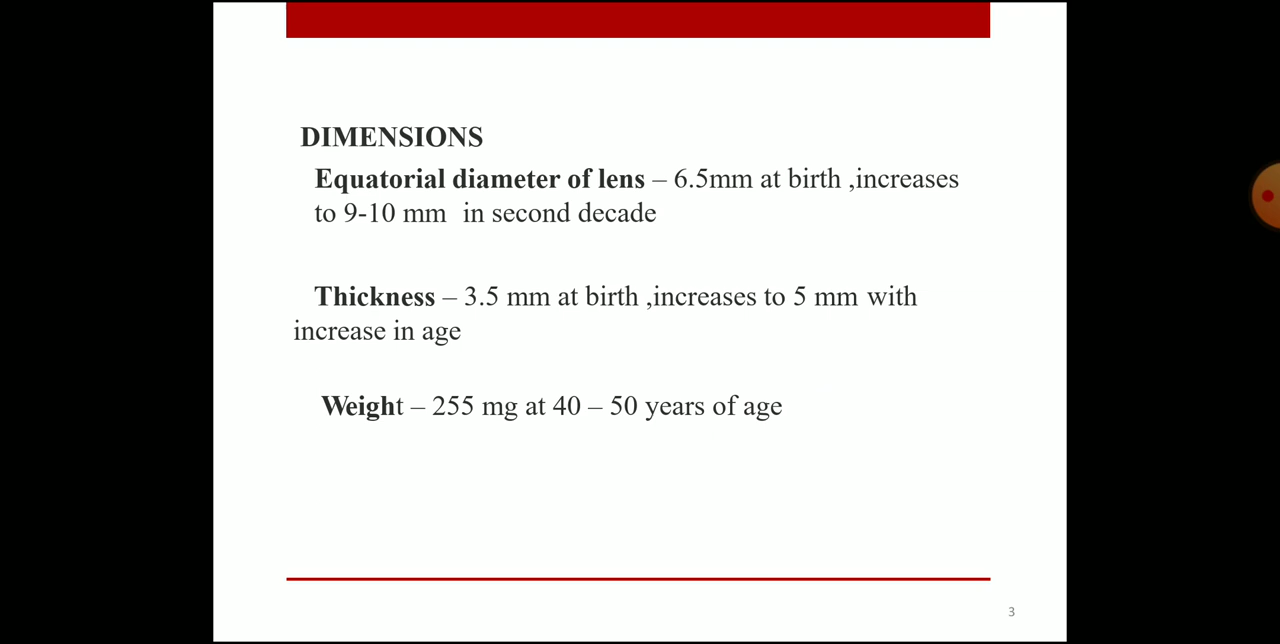 DIMENSIONS
Equatorial diameter of lens – 6.5mm at birth ,increases
to 9-10 mm in second decade
Thickness – 3.5 mm at birth ,increases to 5 mm with
increase in age
Weight – 255 mg at 40 – 50 years of age
3